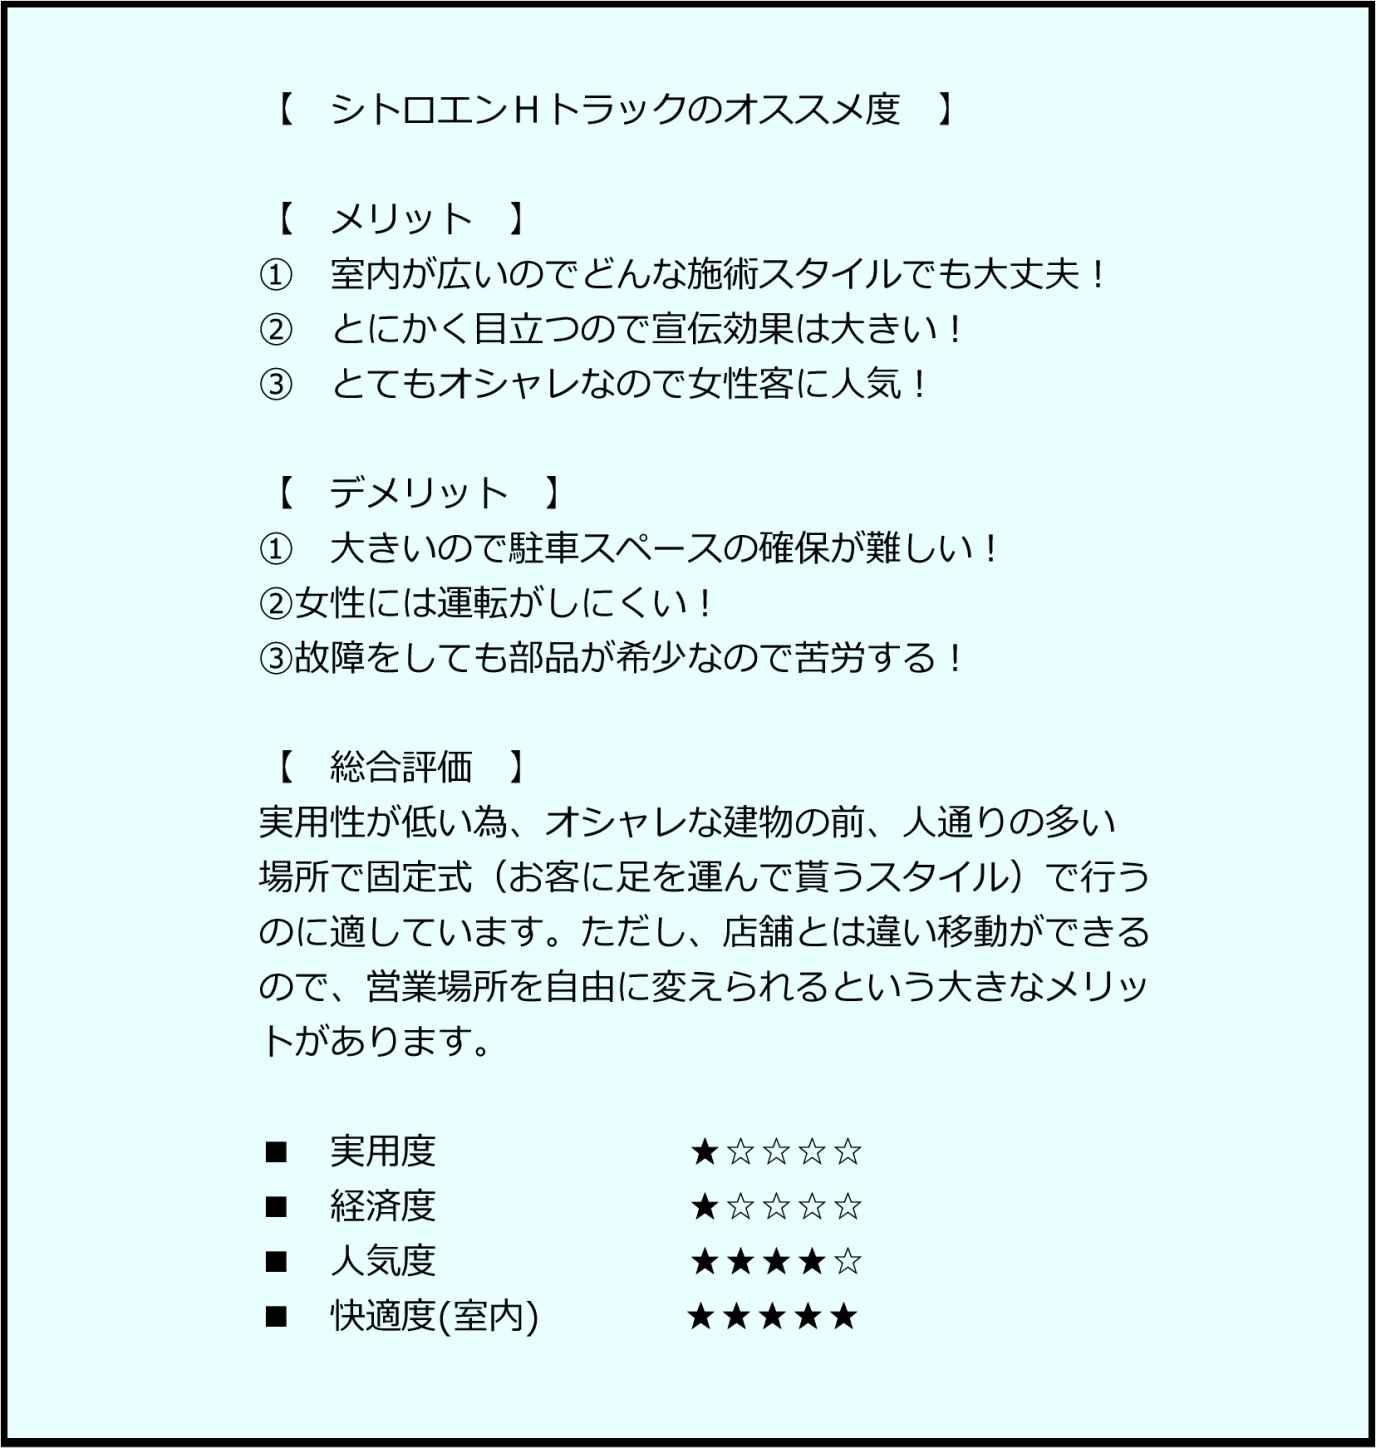 【　シトロエンＨトラックのオススメ度　】
【　メリット　】
①　室内が広いのでどんな施術スタイルでも大丈夫！
②　とにかく目立つので宣伝効果は大きい！
③　とてもオシャレなので女性客に人気！
【　デメリット　】
①　大きいので駐車スペースの確保が難しい！
②女性には運転がしにくい！
③故障をしても部品が希少なので苦労する！
【　総合評価　】
実用性が低い為、オシャレな建物の前、人通りの多い
場所で固定式（お客に足を運んで貰うスタイル）で行う
のに適しています。ただし、店舗とは違い移動ができる
ので、営業場所を自由に変えられるという大きなメリッ
トがあります。
■　実用度　★☆☆☆☆
■　経済度　★☆☆☆☆
■　人気度　★★★★☆
■　快適度(室内)　★★★★★